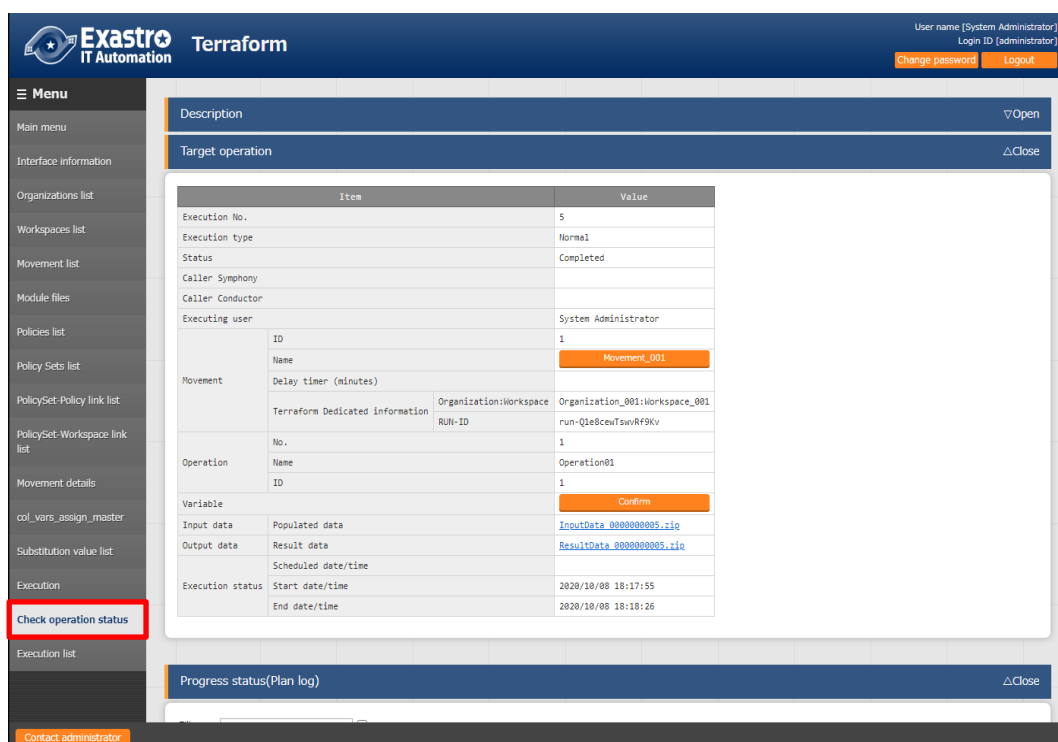 Exastro
IT Automation
Terraform
User name [System Administrator]
Login ID [administrator]
Change password
Logout
☰ Menu
Main menu
Interface information
Organizations list
Workspaces list
Movement list
Module files
Policies list
Policy Sets list
PolicySet-Policy link list
PolicySet-Workspace link
list
Movement details
col_vars_assign_master
Substitution value list
Execution
Check operation status
Execution list
Contact administrator
Description ▽Open
Target operation △Close
Item Value
Execution No. 5
Execution type Normal
Status Completed
Caller Symphony
Caller Conductor
Executing user System Administrator
Movement
ID 1
Name Movement_001
Delay timer (minutes)
Terraform Dedicated information
Organization:Workspace Organization_001:Workspace_001
RUN-ID run-Q1e8cewTswvRf9Kv
Operation
No. 1
Name Operation01
ID 1
Variable Confirm
Input data Populated data InputData_0000000005.zip
Output data Result data ResultData_0000000005.zip
Execution status
Scheduled date/time
Start date/time 2020/10/08 18:17:55
End date/time 2020/10/08 18:18:26
Progress status(Plan log) △Close